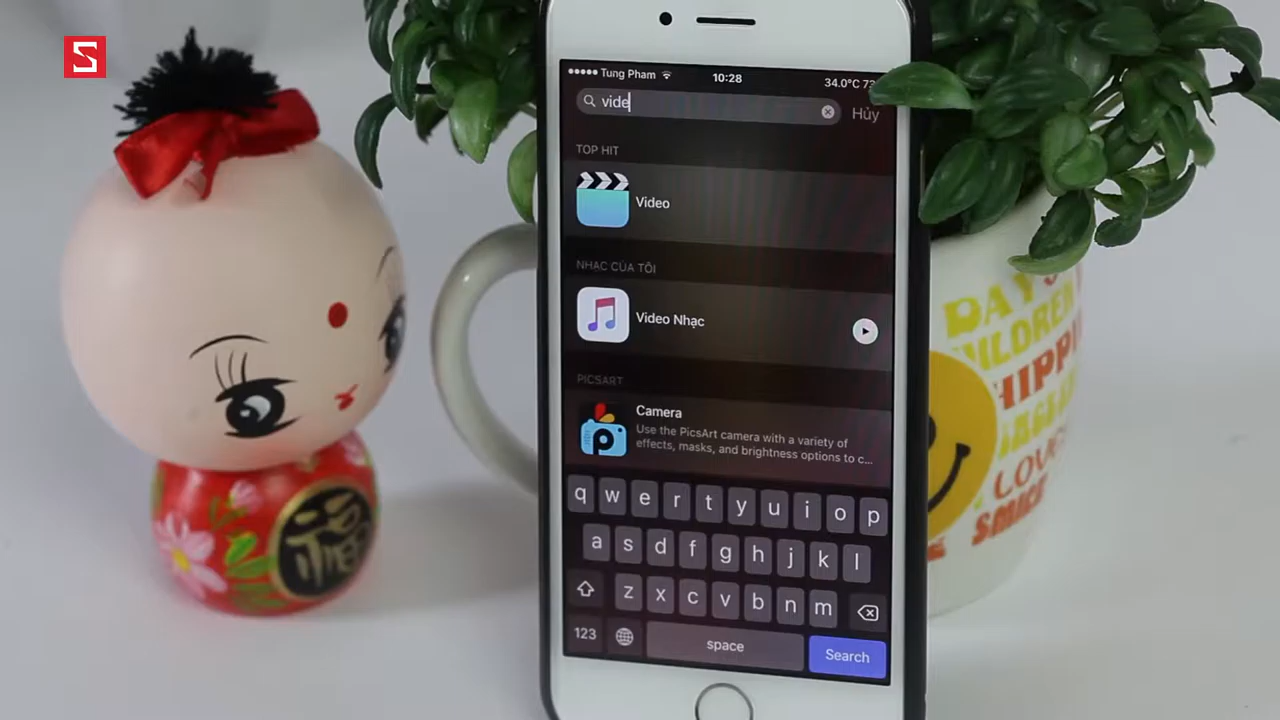 S
Tung Pham
10:28
34.0°C 73
vide
Hủy
TOP HIT
Video
NHẠC CỦA TÔI
Video Nhạc
PICSART
Camera
Use the PicsArt camera with a variety of
effects, masks, and brightness options to c...
q w e r t y u i o p
a s d f g h j k l
z x c v b n m
123
space
Search